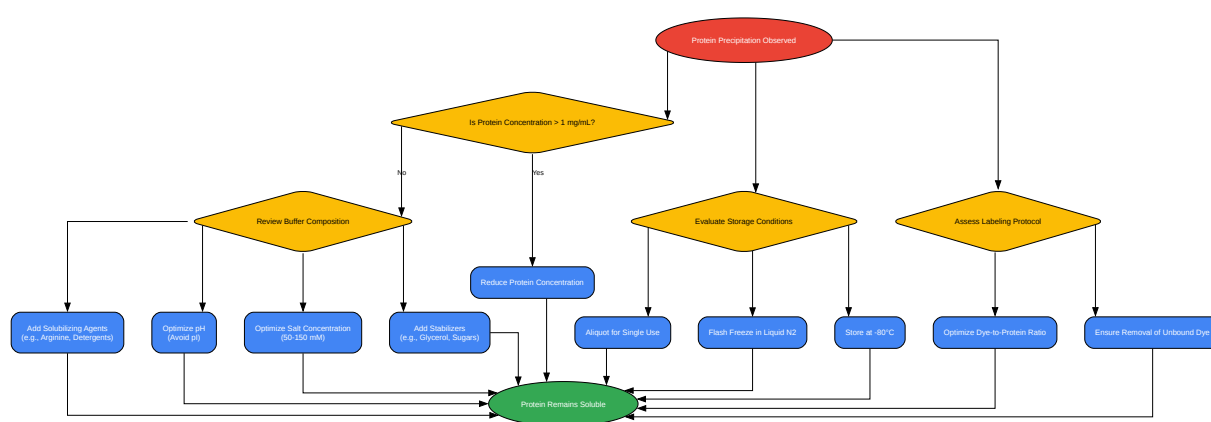 Protein Precipitation Observed
Is Protein Concentration > 1 mg/mL?
No
Yes
Review Buffer Composition
Evaluate Storage Conditions
Assess Labeling Protocol
Reduce Protein Concentration
Add Solubilizing Agents
(e.g., Arginine, Detergents)
Optimize pH
(Avoid pI)
Optimize Salt Concentration
(50-150 mM)
Add Stabilizers
(e.g., Glycerol, Sugars)
Aliquot for Single Use
Flash Freeze in Liquid N2
Store at -80°C
Optimize Dye-to-Protein Ratio
Ensure Removal of Unbound Dye
Protein Remains Soluble